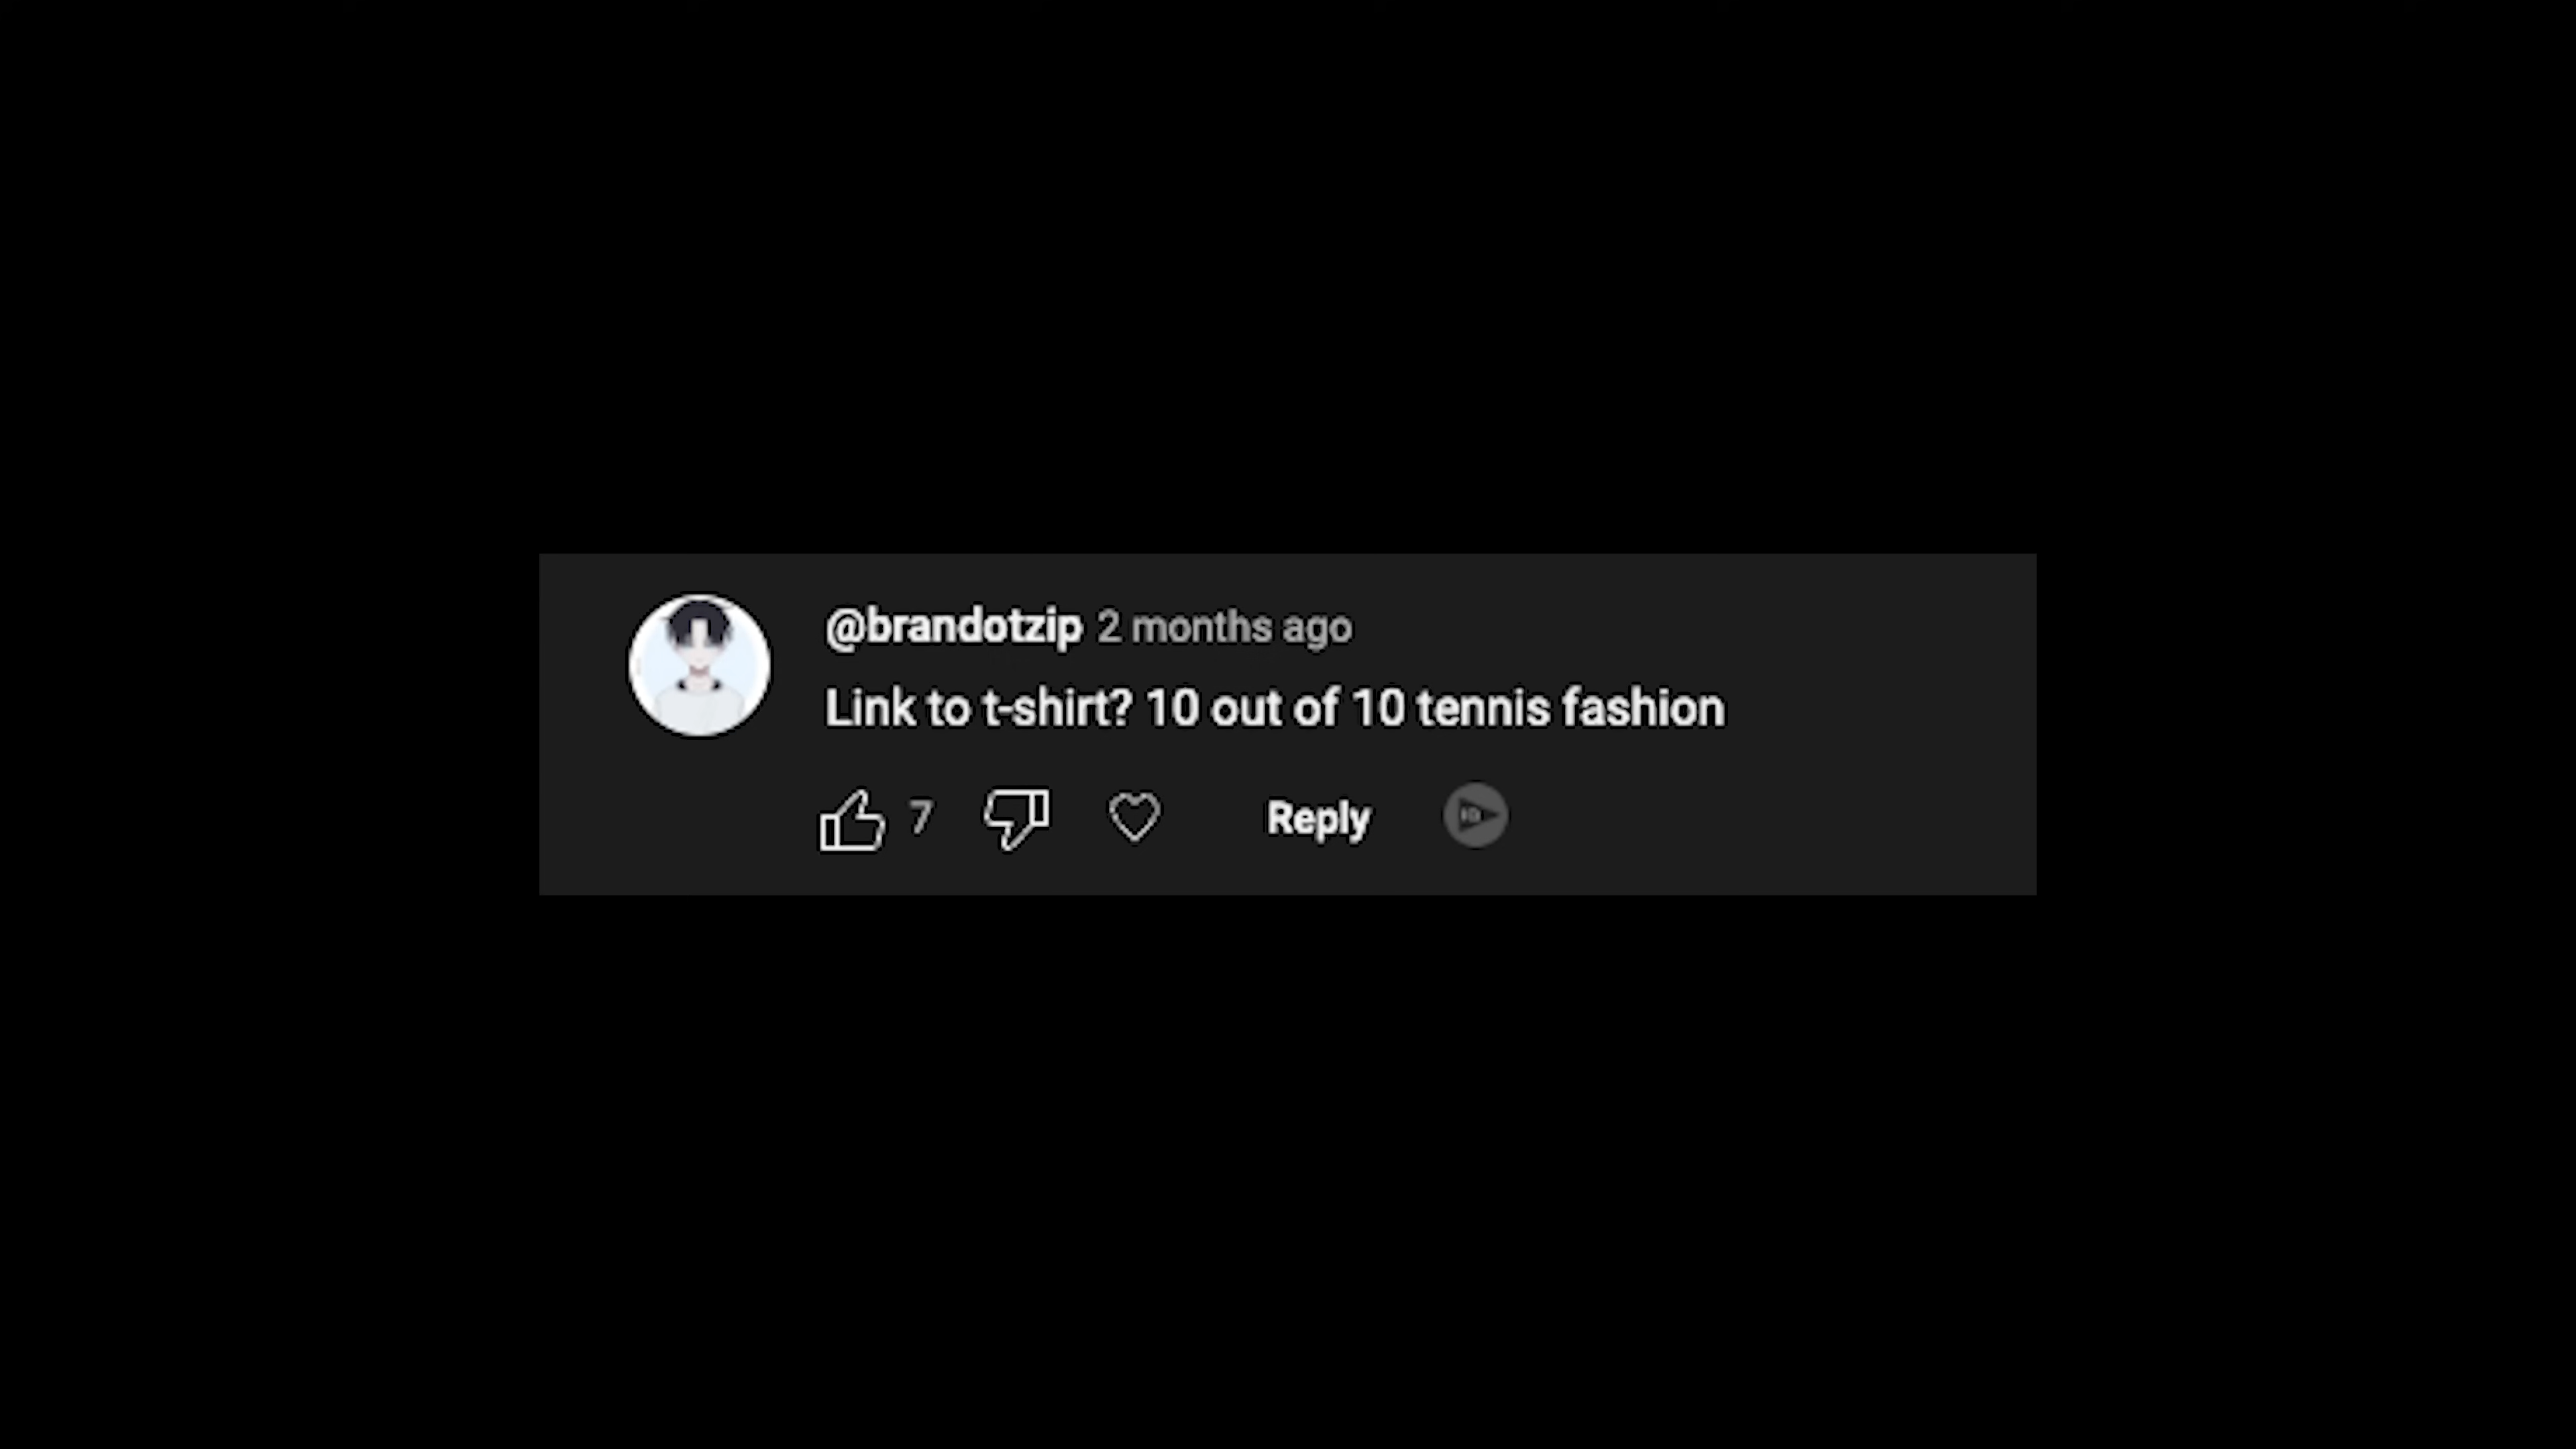 @brandotzip 2 months ago
Link to t-shirt? 10 out of 10 tennis fashion
7 Reply